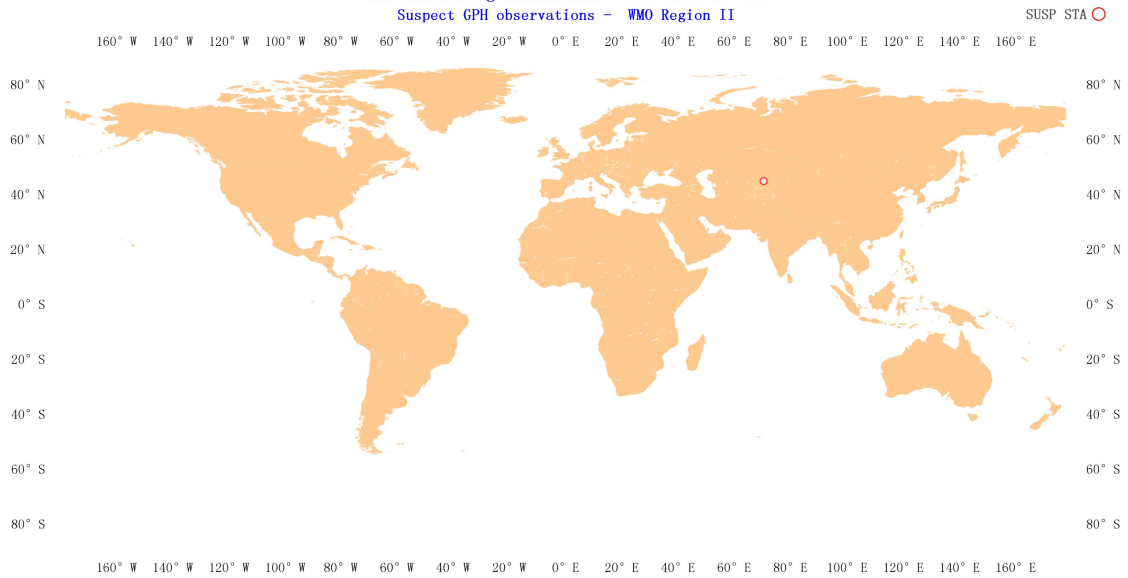 Suspect GPH observations - WMO Region II
SUSP STA
160° W 140° W 120° W 100° W 80° W 60° W 40° W 20° W 0° E 20° E 40° E 60° E 80° E 100° E 120° E 140° E 160° E
80° N 80° N
60° N 60° N
40° N 40° N
20° N 20° N
0° S 0° S
20° S 20° S
40° S 40° S
60° S 60° S
80° S 80° S
160° W 140° W 120° W 100° W 80° W 60° W 40° W 20° W 0° E 20° E 40° E 60° E 80° E 100° E 120° E 140° E 160° E